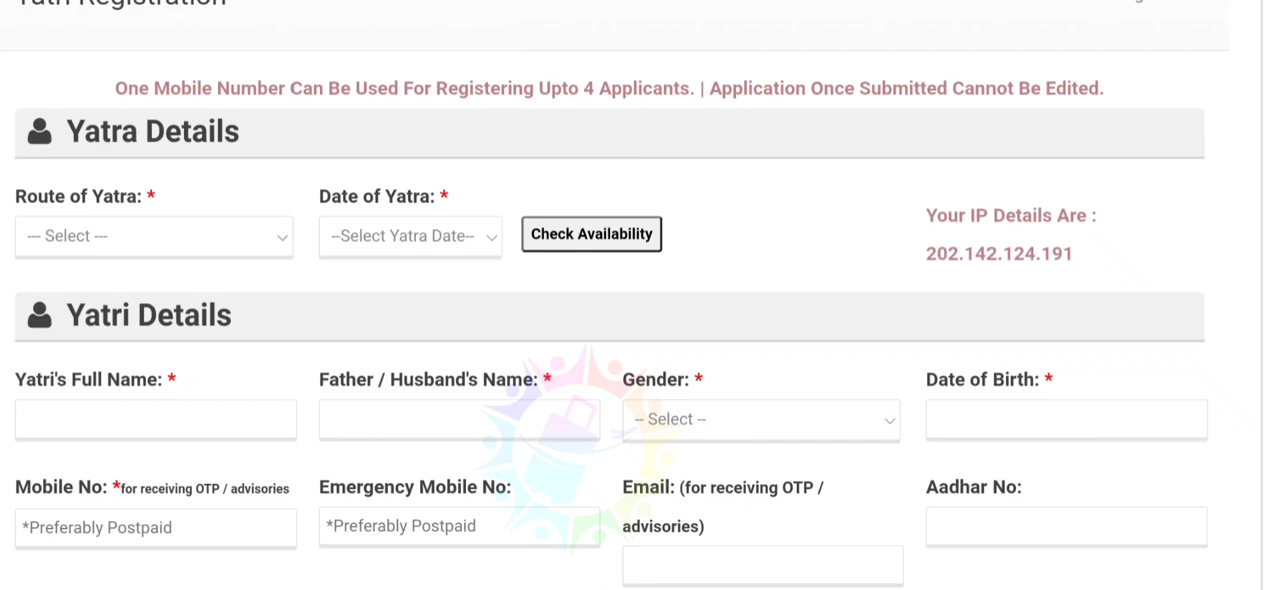 Yatri Registration
One Mobile Number Can Be Used For Registering Upto 4 Applicants. | Application Once Submitted Cannot Be Edited.
Yatra Details
Route of Yatra: * Date of Yatra: *
Your IP Details Are :
--- Select --- --Select Yatra Date-- Check Availability
202.142.124.191
Yatri Details
Yatri's Full Name: * Father / Husband's Name: * Gender: * Date of Birth: *
-- Select --
Mobile No: *for receiving OTP / advisories Emergency Mobile No: Email: (for receiving OTP / Aadhar No:
*Preferably Postpaid *Preferably Postpaid advisories)